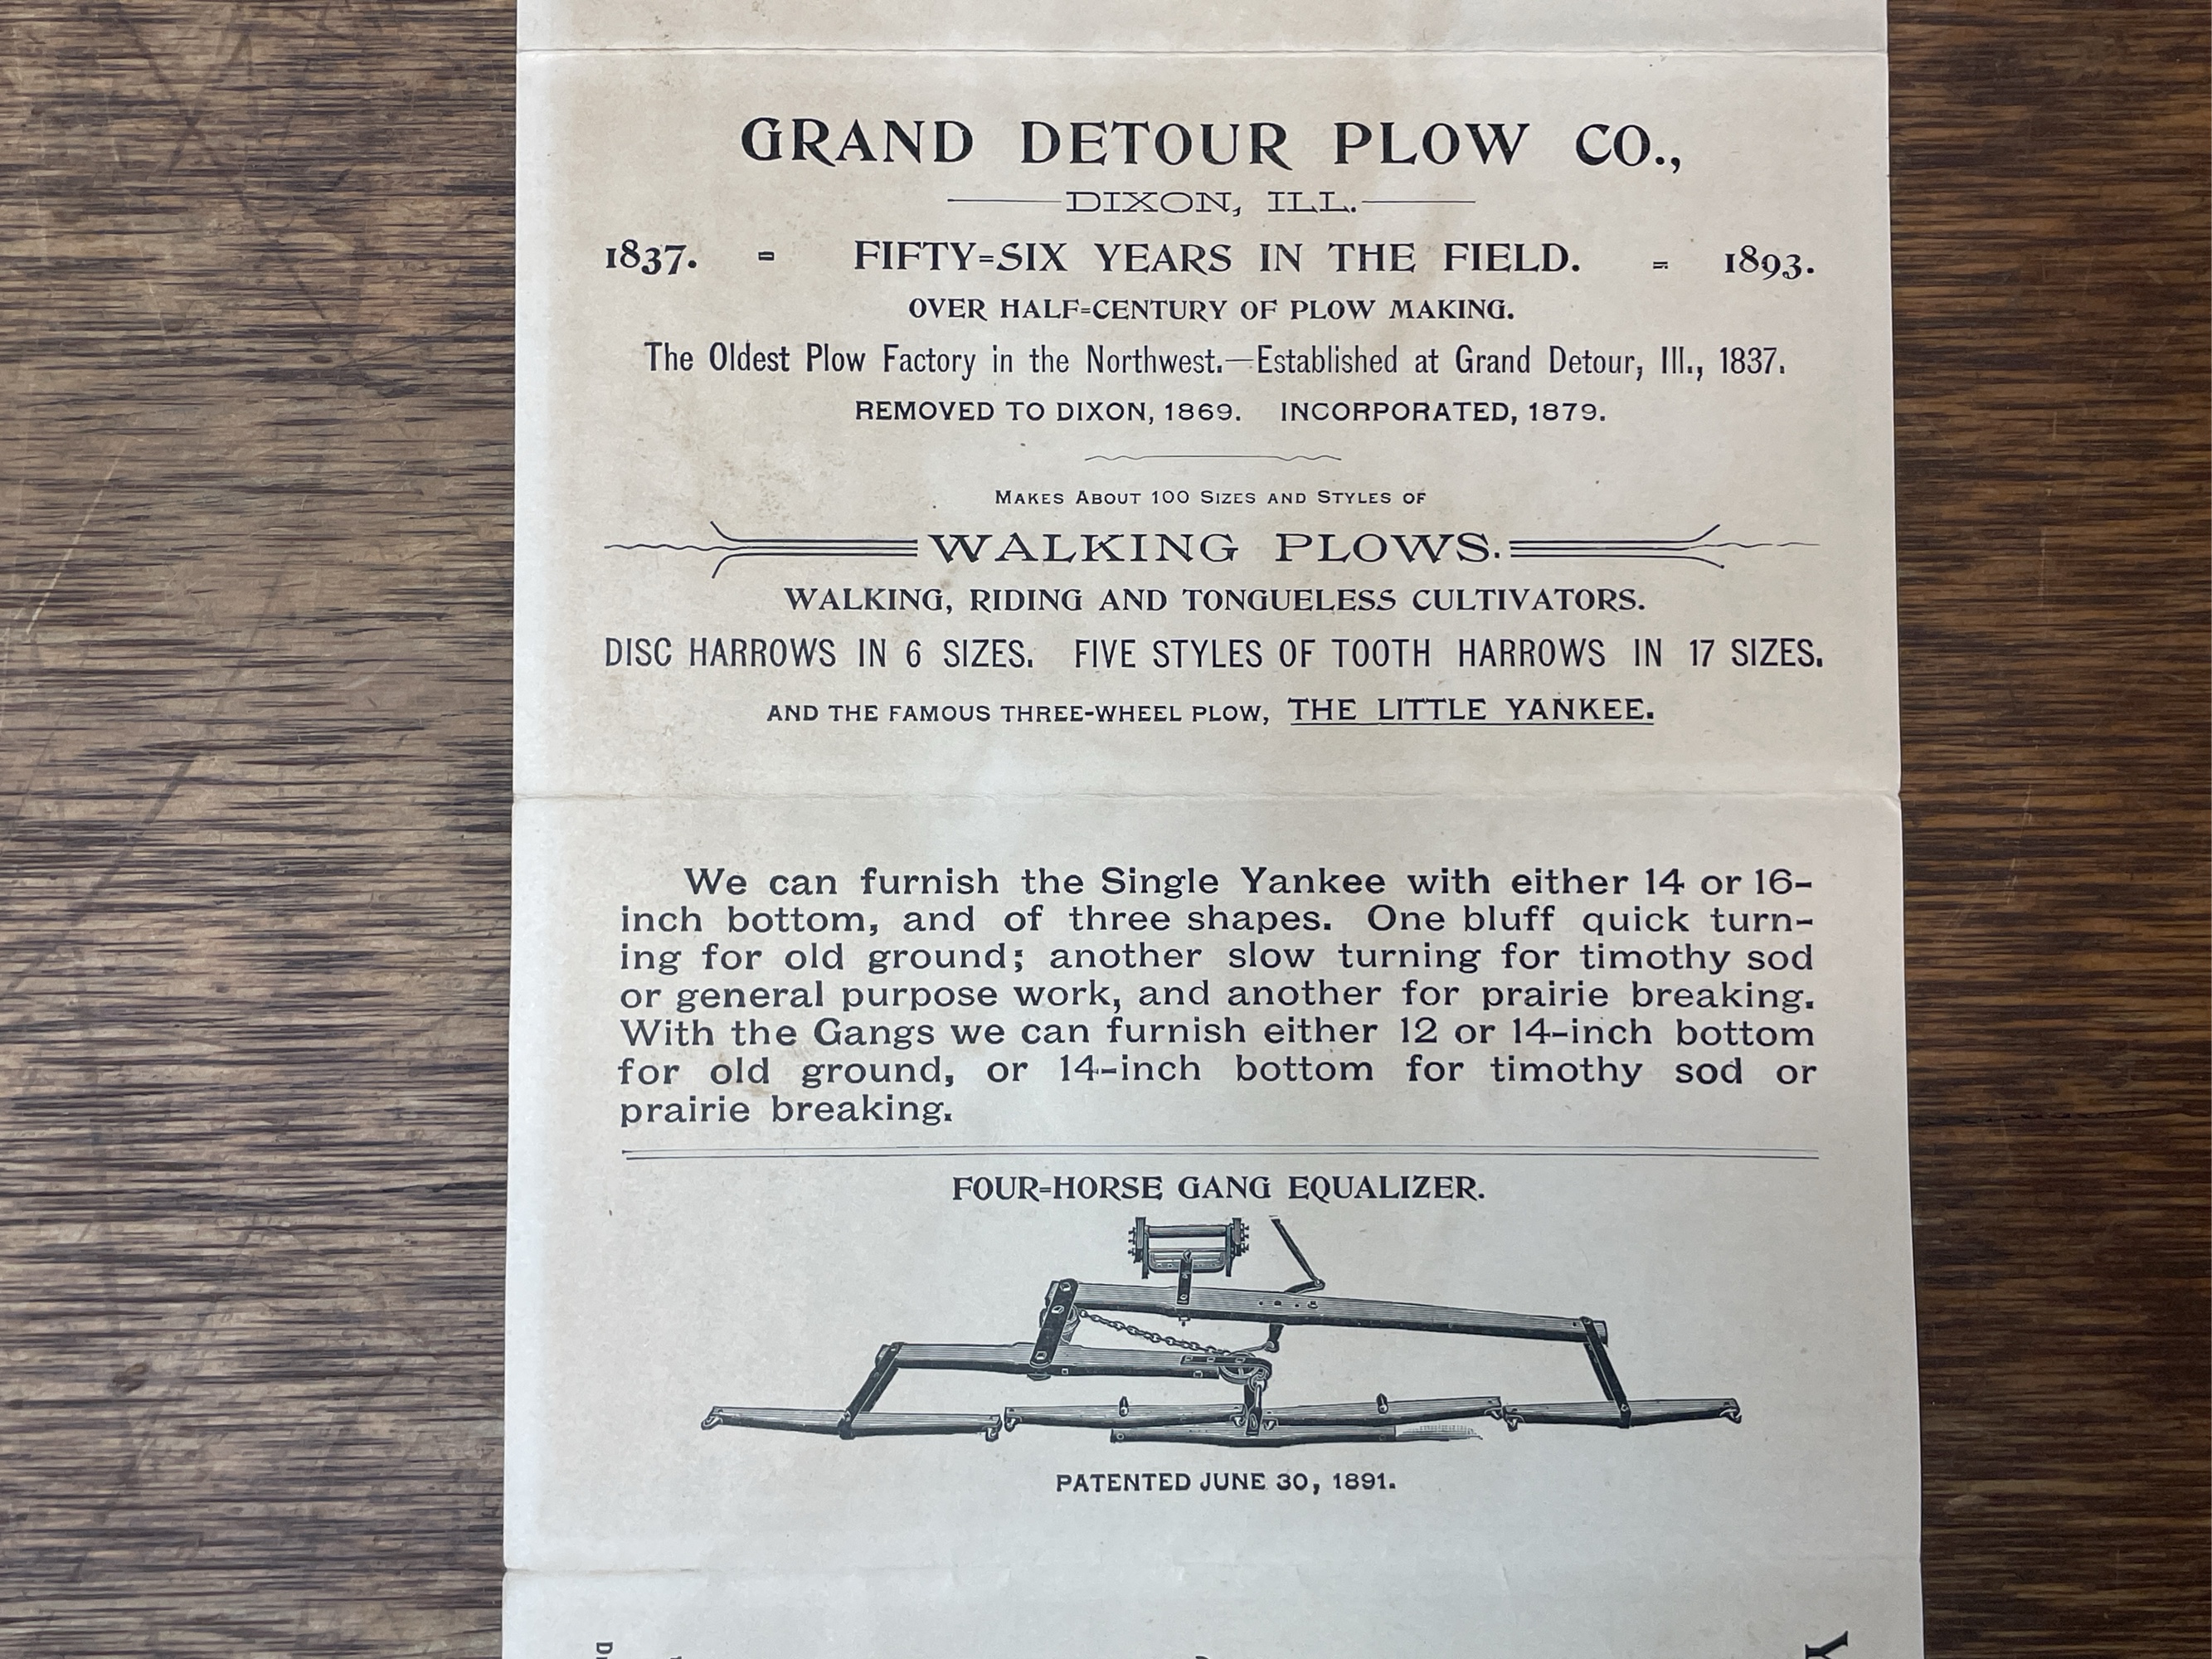 GRAND DETOUR PLOW CO.,
DIXON, ILL.
1837. = FIFTY=SIX YEARS IN THE FIELD. = 1893.
OVER HALF=CENTURY OF PLOW MAKING.
The Oldest Plow Factory in the Northwest.—Established at Grand Detour, Ill., 1837.
REMOVED TO DIXON, 1869. INCORPORATED, 1879.
MAKES ABOUT 100 SIZES AND STYLES OF
WALKING PLOWS.
WALKING, RIDING AND TONGUELESS CULTIVATORS.
DISC HARROWS IN 6 SIZES. FIVE STYLES OF TOOTH HARROWS IN 17 SIZES.
AND THE FAMOUS THREE-WHEEL PLOW, THE LITTLE YANKEE.
We can furnish the Single Yankee with either 14 or 16-
inch bottom, and of three shapes. One bluff quick turn-
ing for old ground; another slow turning for timothy sod
or general purpose work, and another for prairie breaking.
With the Gangs we can furnish either 12 or 14-inch bottom
for old ground, or 14-inch bottom for timothy sod or
prairie breaking.
FOUR=HORSE GANG EQUALIZER.
PATENTED JUNE 30, 1891.